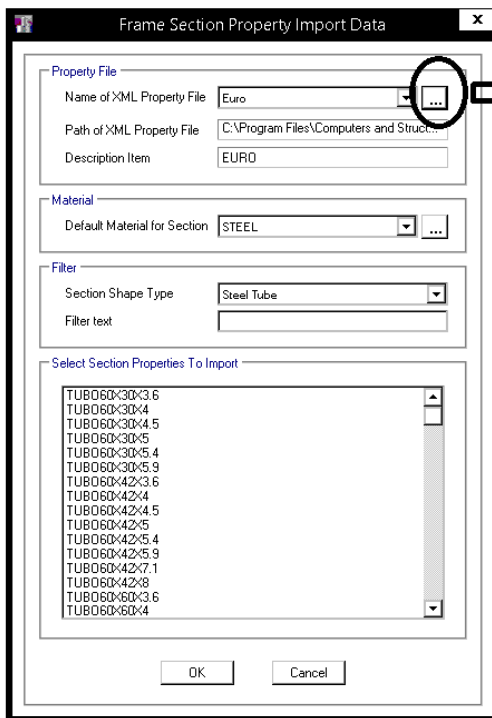 Frame Section Property Import Data
x
Property File
Name of XML Property File
Euro
...
Path of XML Property File
C:\Program Files\Computers and Struct...
Description Item
EURO
Material
Default Material for Section
STEEL
...
Filter
Section Shape Type
Steel Tube
Filter text
Select Section Properties To Import
TUBO60X30X3.6
TUBO60X30X4
TUBO60X30X4.5
TUBO60X30X5
TUBO60X30X5.4
TUBO60X30X5.9
TUBO60X42X3.6
TUBO60X42X4
TUBO60X42X4.5
TUBO60X42X5
TUBO60X42X5.4
TUBO60X42X5.9
TUBO60X42X7.1
TUBO60X42X8
TUBO60X60X3.6
TUBO60X60X4
OK
Cancel